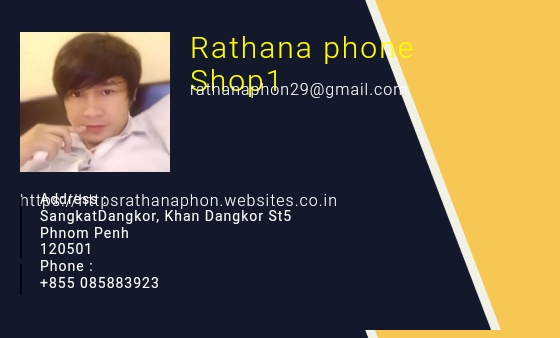 Rathana phone
Shop1
rathanaphon29@gmail.com
https://httpsrathanaphon.websites.co.in
Address :
SangkatDangkor, Khan Dangkor St5
Phnom Penh
120501
Phone :
+855 085883923